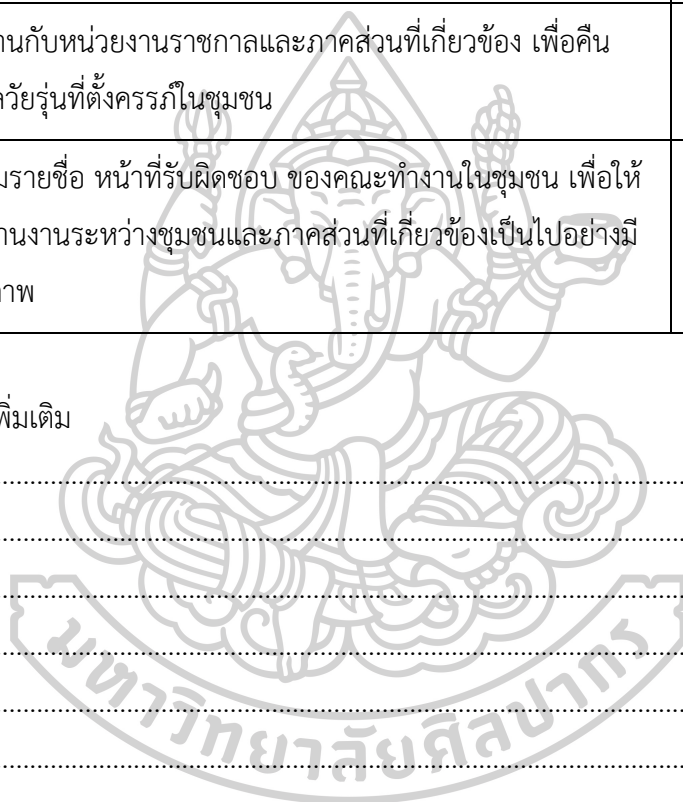 านกับหน่วยงานราชกาลและภาคส่วนที่เกี่ยวข้อง เพื่อคืน
วัยรุ่นที่ตั้งครรภ์ในชุมชน
มรายชื่อ หน้าที่รับผิดชอบ ของคณะทำงานในชุมชน เพื่อให้
านงานระหว่างชุมชนและภาคส่วนที่เกี่ยวข้องเป็นไปอย่างมี
าพ
พิ่มเติม
มหาวิทยาลัยศิลปากร